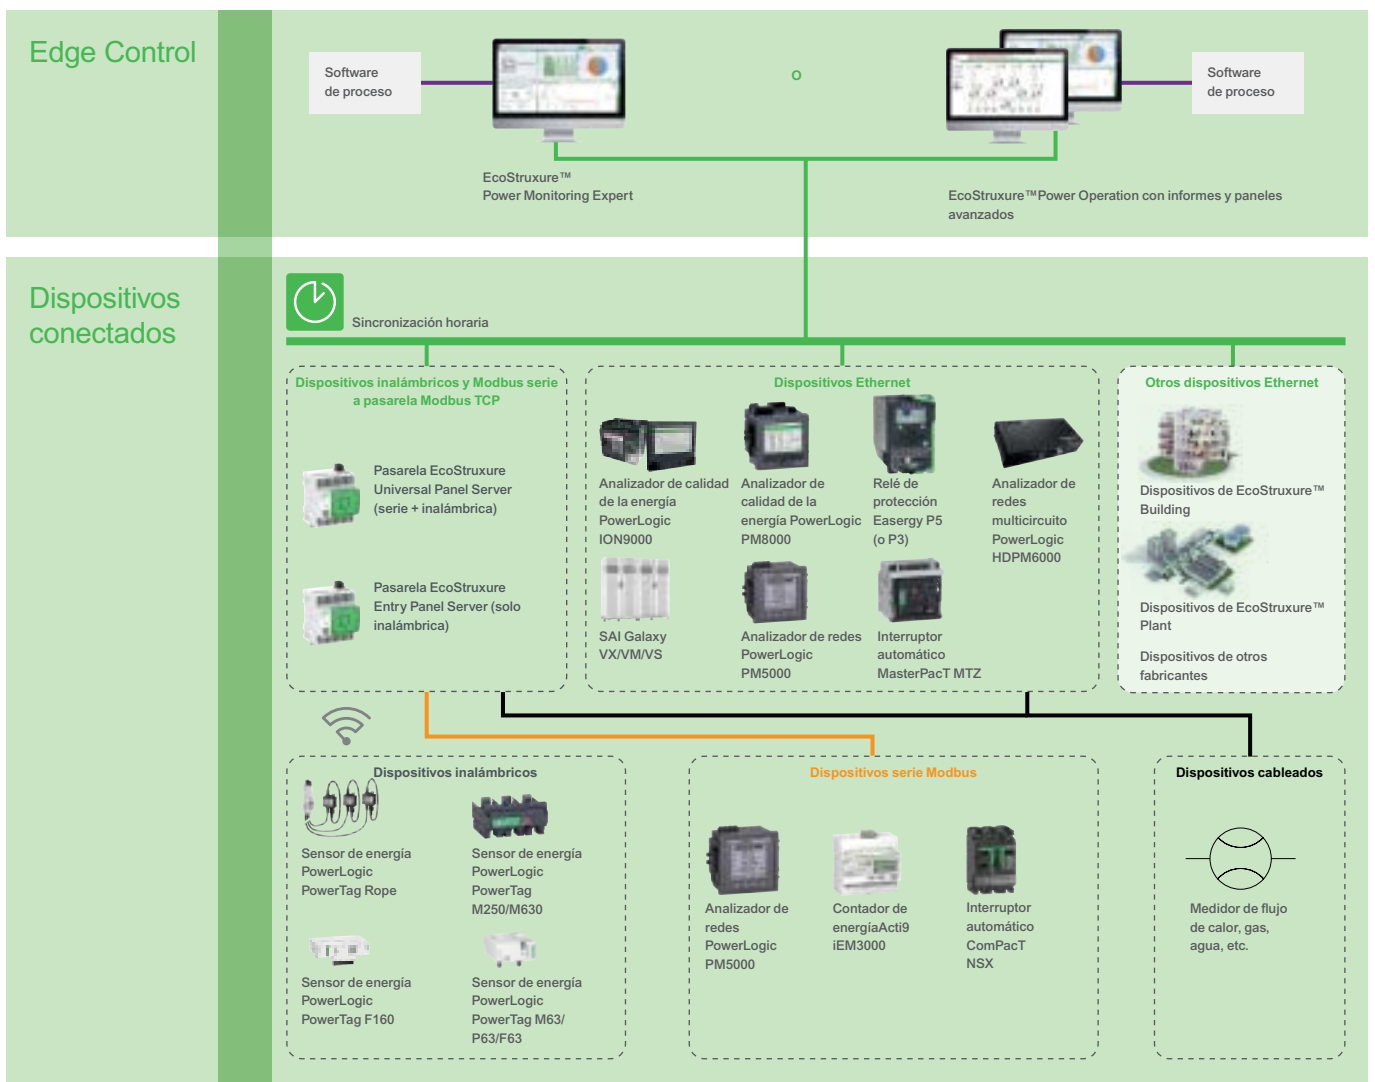 Edge Control
Software
de proceso
O
Software
de proceso
EcoStruxure™
Power Monitoring Expert
EcoStruxure™Power Operation con informes y paneles
avanzados
Dispositivos
conectados
Sincronización horaria
Dispositivos inalámbricos y Modbus serie
a pasarela Modbus TCP
Pasarela EcoStruxure
Universal Panel Server
(serie + inalámbrica)
Pasarela EcoStruxure
Entry Panel Server (solo
inalámbrica)
Dispositivos Ethernet
Analizador de calidad
de la energía
PowerLogic
ION9000
Analizador de
calidad de la
energía PowerLogic
PM8000
Relé de
protección
Easergy P5
(o P3)
Analizador de
redes
multicircuito
PowerLogic
HDPM6000
SAI Galaxy
VX/VM/VS
Analizador de redes
PowerLogic
PM5000
Interruptor
automático
MasterPacT MTZ
Otros dispositivos Ethernet
Dispositivos de EcoStruxure™
Building
Dispositivos de EcoStruxure™
Plant
Dispositivos de otros
fabricantes
Dispositivos inalámbricos
Sensor de energía
PowerLogic
PowerTag Rope
Sensor de energía
PowerLogic
PowerTag
M250/M630
Sensor de energía
PowerLogic
PowerTag F160
Sensor de energía
PowerLogic
PowerTag M63/
P63/F63
Dispositivos serie Modbus
Analizador de
redes
PowerLogic
PM5000
Contador de
energíaActi9
iEM3000
Interruptor
automático
ComPacT
NSX
Dispositivos cableados
Medidor de flujo
de calor, gas,
agua, etc.